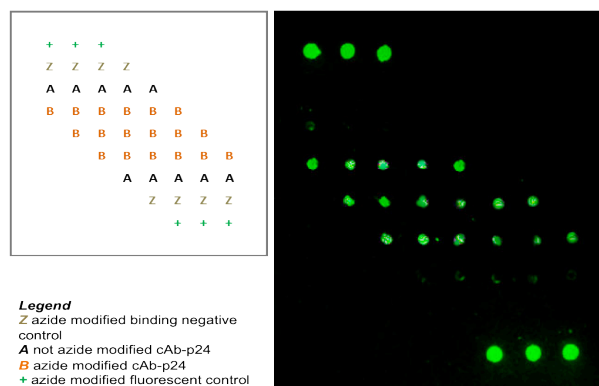 + + +
Z Z Z Z
A A A A A
B B B B B B
B B B B B B
B B B B B B
A A A A A
Z Z Z Z
+ + +
Legend
Z azide modified binding negative
control
A not azide modified cAb-p24
B azide modified cAb-p24
+ azide modified fluorescent control